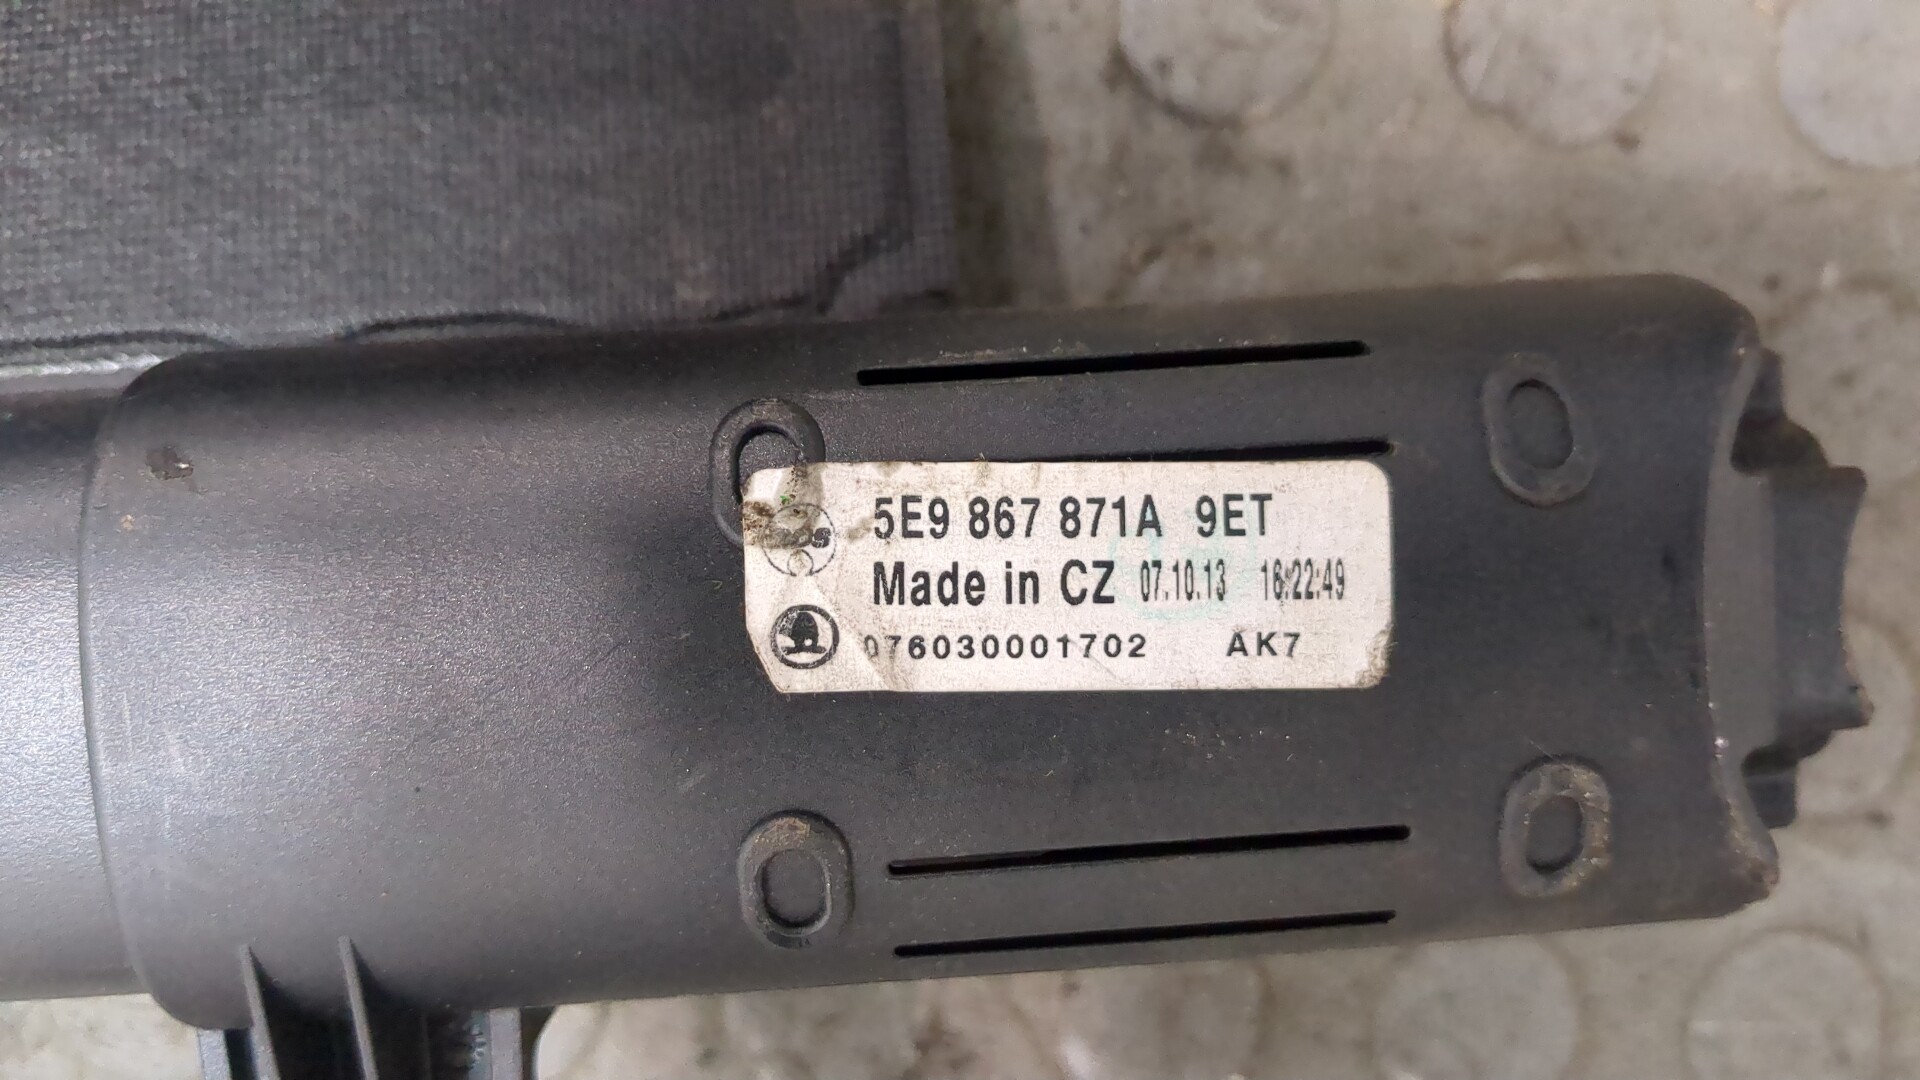 5E9 867 871A 9ET
Made in CZ 07.10.13 16:22:49
076030001702 AK7